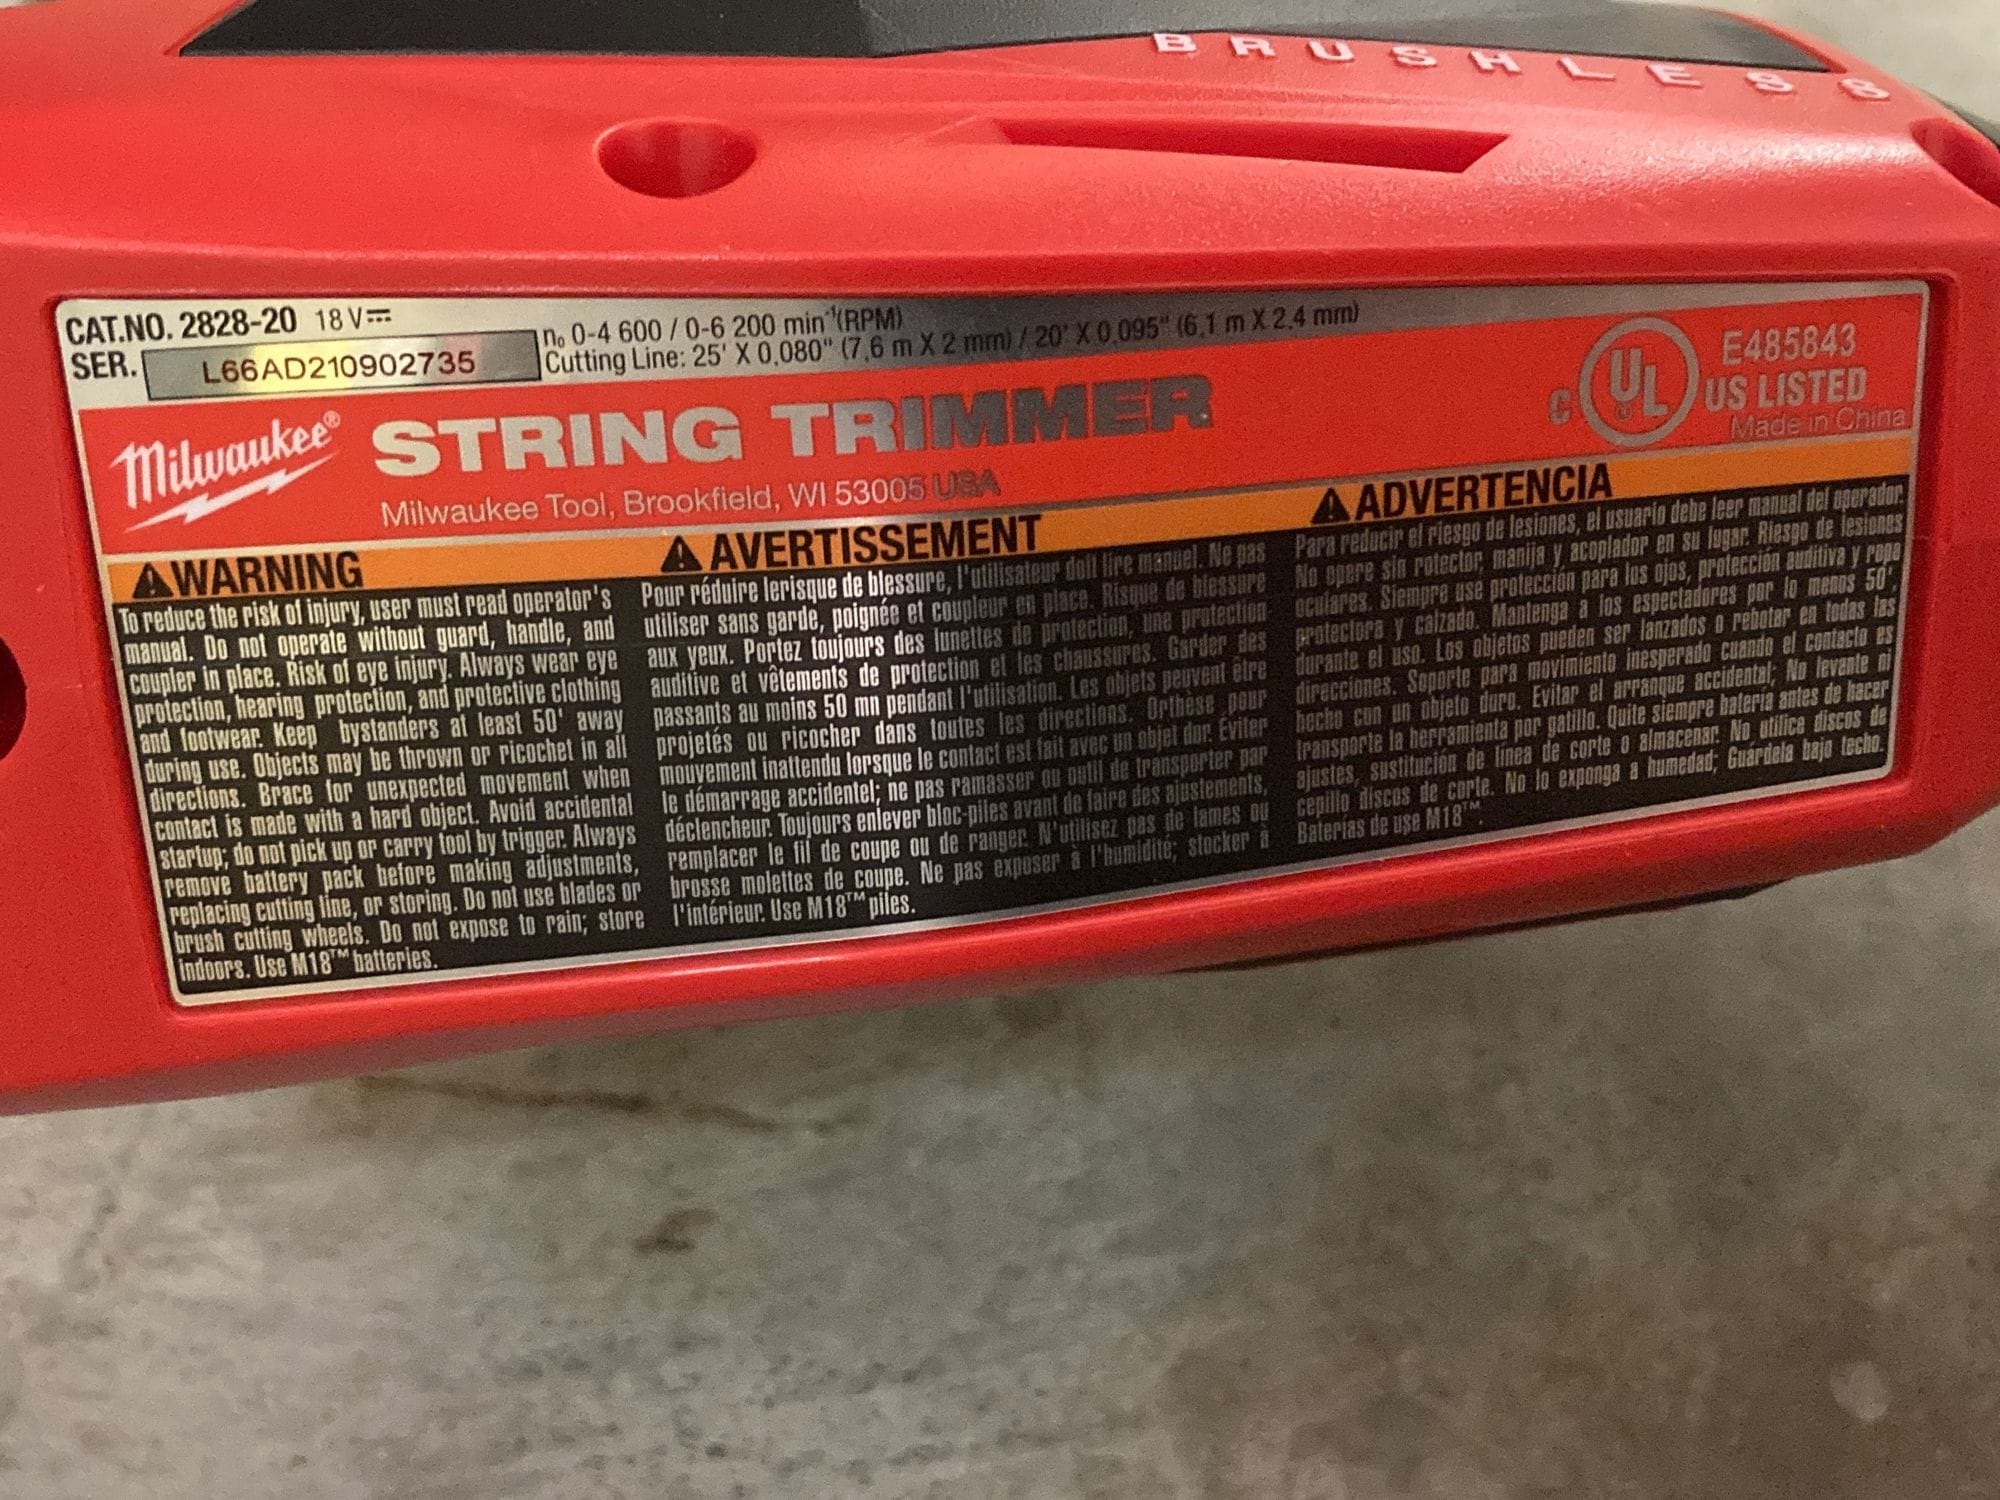 BRUSHLESS
CAT.NO. 2828-20 18 V⎓
SER. L66AD210902735
n₀ 0-4 600 / 0-6 200 min⁻¹(RPM)
Cutting Line: 25' X 0,080" (7,6 m X 2 mm) / 20' X 0,095" (6,1 m X 2,4 mm)
Milwaukee®
STRING TRIMMER
Milwaukee Tool, Brookfield, WI 53005 USA
C UL ® US LISTED
E485843
Made in China
⚠WARNING
To reduce the risk of injury, user must read operator's
manual. Do not operate without guard, handle, and
coupler in place. Risk of eye injury. Always wear eye
protection, hearing protection, and protective clothing
and footwear. Keep bystanders at least 50' away
during use. Objects may be thrown or ricochet in all
directions. Brace for unexpected movement when
contact is made with a hard object. Avoid accidental
startup; do not pick up or carry tool by trigger. Always
remove battery pack before making adjustments,
replacing cutting line, or storing. Do not use blades or
brush cutting wheels. Do not expose to rain; store
indoors. Use M18™ batteries.
⚠AVERTISSEMENT
Pour réduire lerisque de blessure, l'utilisateur doit lire manuel. Ne pas
utiliser sans garde, poignée et coupleur en place. Risque de blessure
aux yeux. Portez toujours des lunettes de protection, une protection
auditive et vêtements de protection et les chaussures. Garder des
passants au moins 50 mn pendant l'utilisation. Les objets peuvent être
projetés ou ricocher dans toutes les directions. Orthèse pour
mouvement inattendu lorsque le contact est fait avec un objet dur. Éviter
le démarrage accidentel; ne pas ramasser ou outil de transporter par
déclencheur. Toujours enlever bloc-piles avant de faire des ajustements,
remplacer le fil de coupe ou de ranger. N'utilisez pas de lames ou
brosse molettes de coupe. Ne pas exposer à l'humidité; stocker à
l'intérieur. Use M18™ piles.
⚠ADVERTENCIA
Para reducir el riesgo de lesiones, el usuario debe leer manual del operador.
No opere sin rotector, manija y acoplador en su lugar. Riesgo de lesiones
oculares. Siempre use protección para los ojos, protección auditiva y ropa
protectora y calzado. Mantenga a los espectadores por lo menos 50'
durante el uso. Los objetos pueden ser lanzados o rebotar en todas las
direcciones. Soporte para movimiento inesperado cuando el contacto es
hecho con un objeto duro. Evitar el arranque accidental; No levante ni
transporte la herramienta por gatillo. Quite siempre batería antes de hacer
ajustes, sustitución de línea de corte o almacenar. No utilice discos de
cepillo discos de corte. No lo exponga a humedad; Guárdela bajo techo.
Baterías de use M18™.